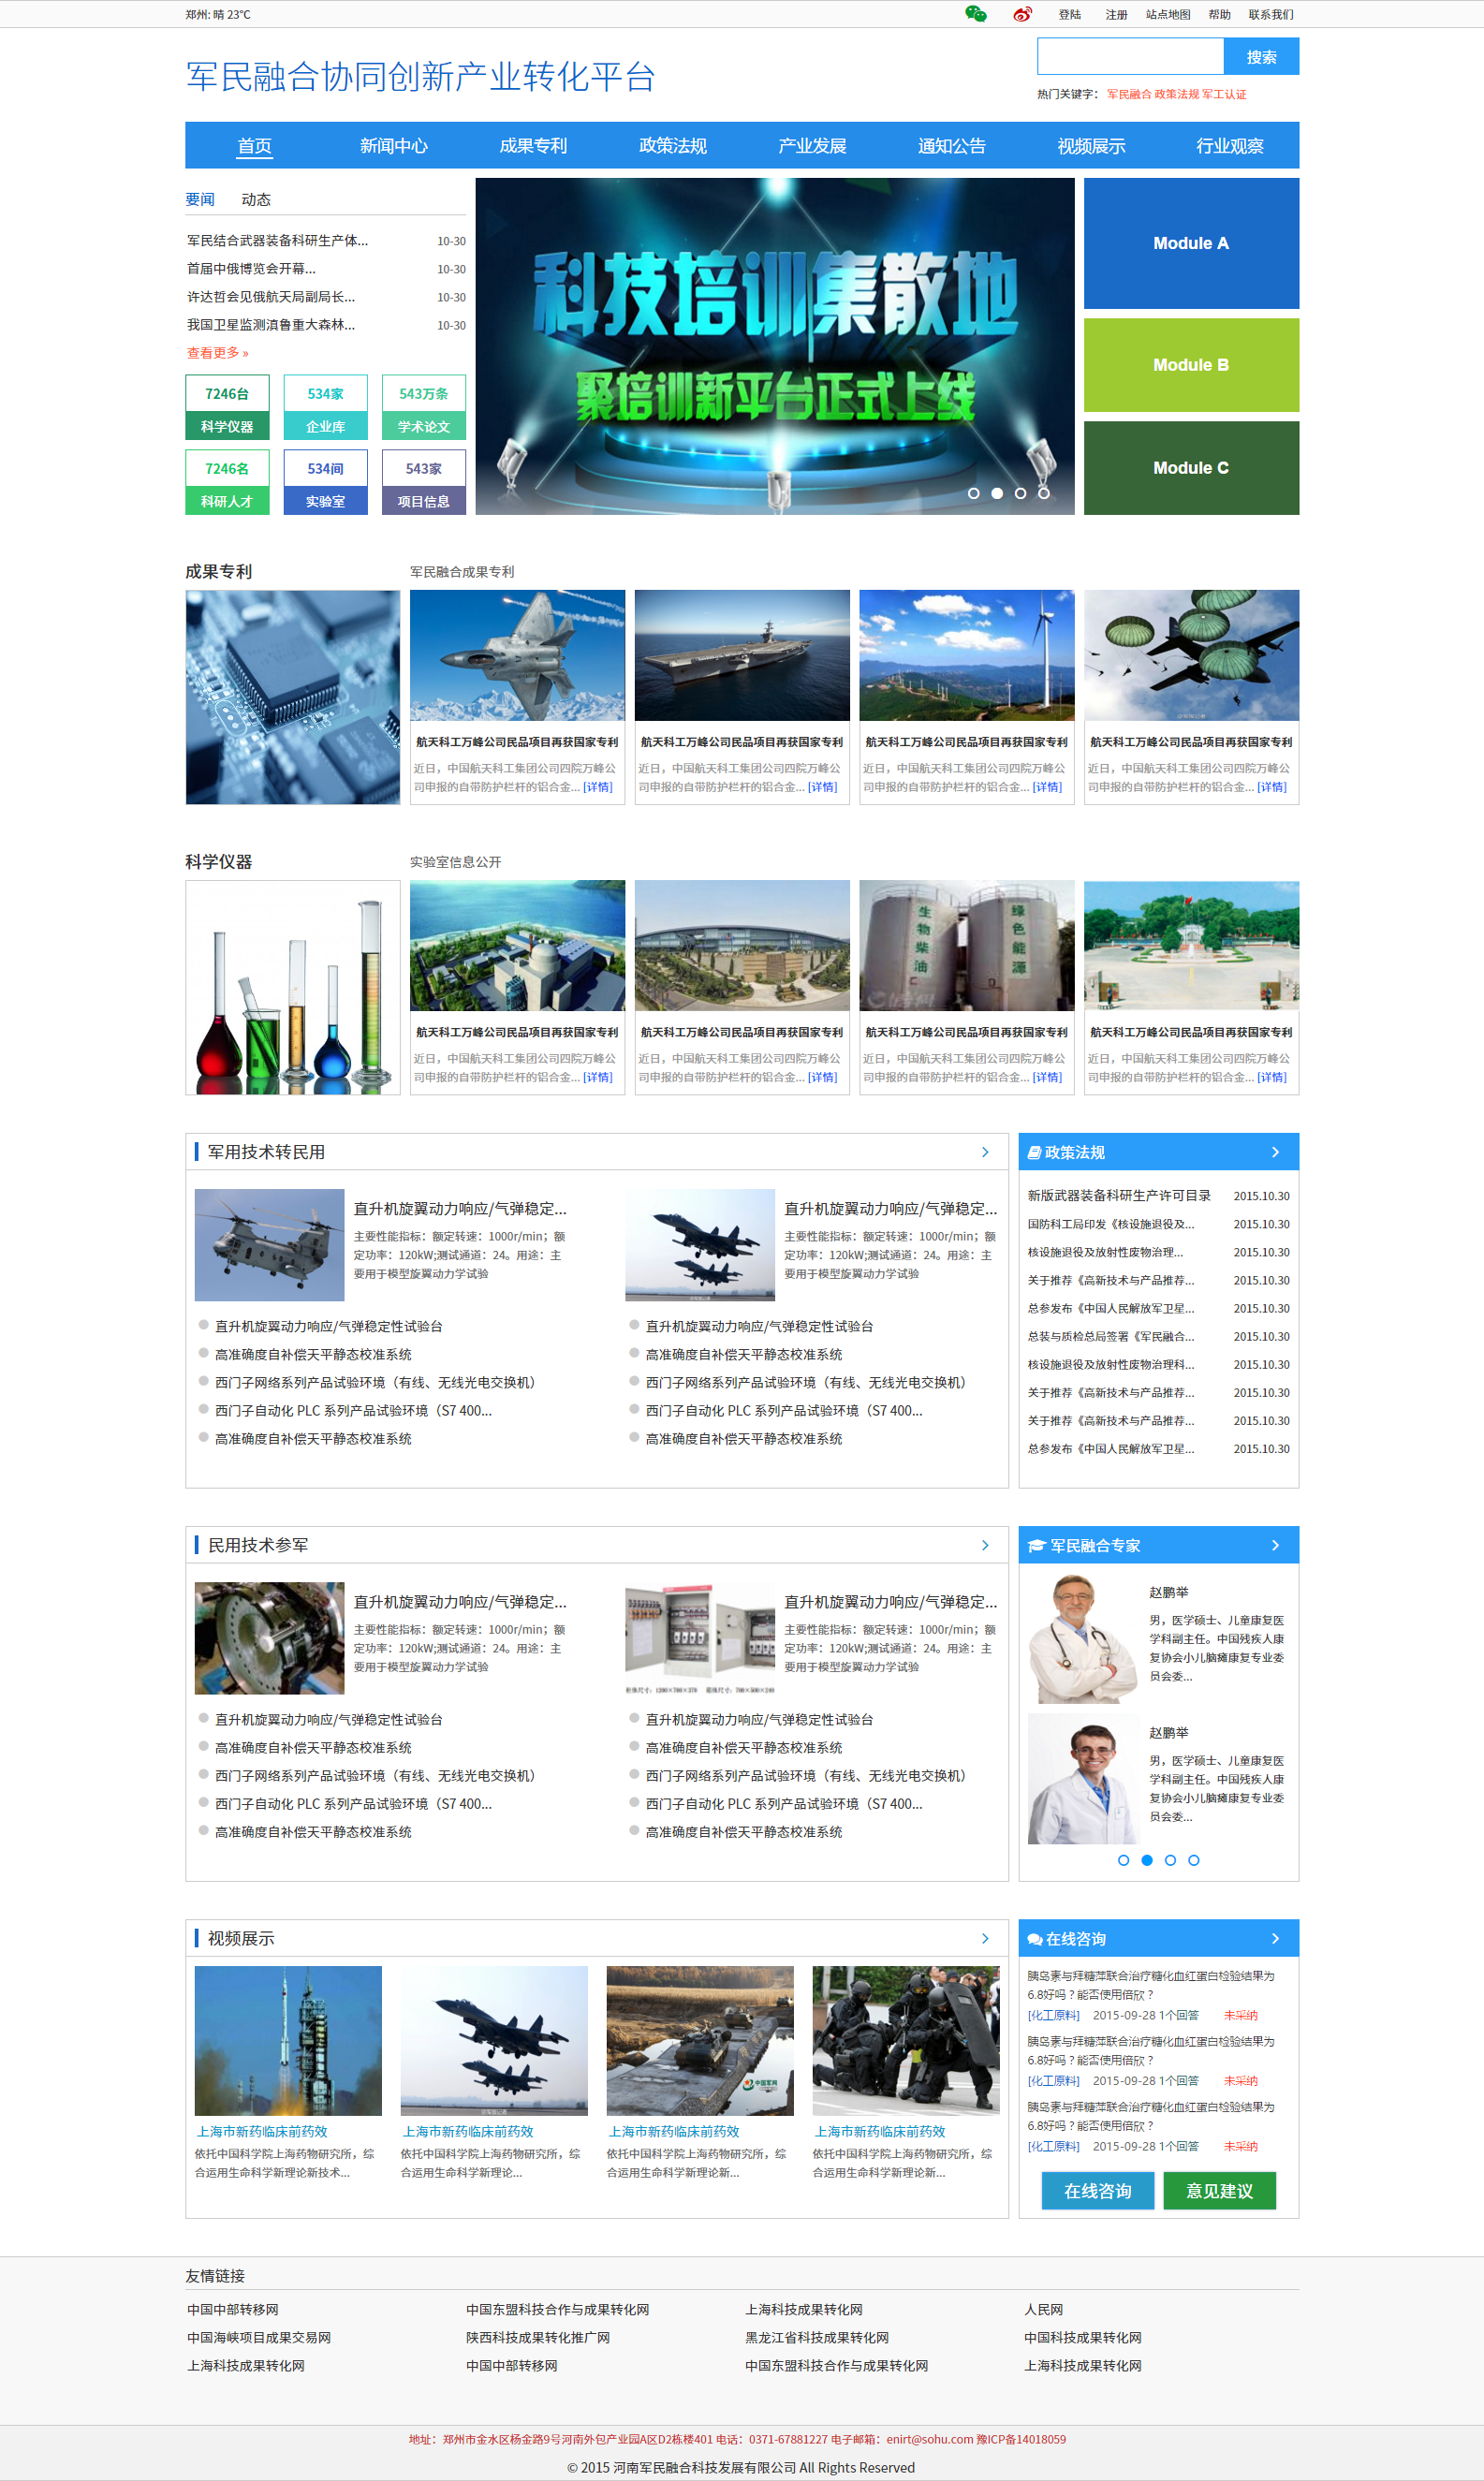 郑州: 晴 23℃
登陆 注册 站点地图 帮助 联系我们
军民融合协同创新产业转化平台
搜索
热门关键字： 军民融合 政策法规 军工认证
首页 新闻中心 成果专利 政策法规 产业发展 通知公告 视频展示 行业观察
要闻 动态
军民结合武器装备科研生产体... 10-30
首届中俄博览会开幕... 10-30
许达哲会见俄航天局副局长... 10-30
我国卫星监测滇鲁重大森林... 10-30
查看更多 »
7246台 534家 543万条
科学仪器 企业库 学术论文
7246名 534间 543家
科研人才 实验室 项目信息
科技培训集散地
聚培训新平台正式上线
Module A
Module B
Module C
成果专利 军民融合成果专利
航天科工万峰公司民品项目再获国家专利
近日，中国航天科工集团公司四院万峰公
司申报的自带防护栏杆的铝合金... [详情]
航天科工万峰公司民品项目再获国家专利
近日，中国航天科工集团公司四院万峰公
司申报的自带防护栏杆的铝合金... [详情]
航天科工万峰公司民品项目再获国家专利
近日，中国航天科工集团公司四院万峰公
司申报的自带防护栏杆的铝合金... [详情]
航天科工万峰公司民品项目再获国家专利
近日，中国航天科工集团公司四院万峰公
司申报的自带防护栏杆的铝合金... [详情]
科学仪器 实验室信息公开
生物柴油
绿色能源
航天科工万峰公司民品项目再获国家专利
近日，中国航天科工集团公司四院万峰公
司申报的自带防护栏杆的铝合金... [详情]
航天科工万峰公司民品项目再获国家专利
近日，中国航天科工集团公司四院万峰公
司申报的自带防护栏杆的铝合金... [详情]
航天科工万峰公司民品项目再获国家专利
近日，中国航天科工集团公司四院万峰公
司申报的自带防护栏杆的铝合金... [详情]
航天科工万峰公司民品项目再获国家专利
近日，中国航天科工集团公司四院万峰公
司申报的自带防护栏杆的铝合金... [详情]
军用技术转民用
直升机旋翼动力响应/气弹稳定...
主要性能指标：额定转速：1000r/min；额
定功率：120kW;测试通道：24。用途：主
要用于模型旋翼动力学试验
直升机旋翼动力响应/气弹稳定性试验台
高准确度自补偿天平静态校准系统
西门子网络系列产品试验环境（有线、无线光电交换机）
西门子自动化 PLC 系列产品试验环境（S7 400...
高准确度自补偿天平静态校准系统
直升机旋翼动力响应/气弹稳定...
主要性能指标：额定转速：1000r/min；额
定功率：120kW;测试通道：24。用途：主
要用于模型旋翼动力学试验
直升机旋翼动力响应/气弹稳定性试验台
高准确度自补偿天平静态校准系统
西门子网络系列产品试验环境（有线、无线光电交换机）
西门子自动化 PLC 系列产品试验环境（S7 400...
高准确度自补偿天平静态校准系统
政策法规
新版武器装备科研生产许可目录 2015.10.30
国防科工局印发《核设施退役及... 2015.10.30
核设施退役及放射性废物治理... 2015.10.30
关于推荐《高新技术与产品推荐... 2015.10.30
总参发布《中国人民解放军卫星... 2015.10.30
总装与质检总局签署《军民融合... 2015.10.30
核设施退役及放射性废物治理科... 2015.10.30
关于推荐《高新技术与产品推荐... 2015.10.30
关于推荐《高新技术与产品推荐... 2015.10.30
总参发布《中国人民解放军卫星... 2015.10.30
民用技术参军
直升机旋翼动力响应/气弹稳定...
主要性能指标：额定转速：1000r/min；额
定功率：120kW;测试通道：24。用途：主
要用于模型旋翼动力学试验
直升机旋翼动力响应/气弹稳定性试验台
高准确度自补偿天平静态校准系统
西门子网络系列产品试验环境（有线、无线光电交换机）
西门子自动化 PLC 系列产品试验环境（S7 400...
高准确度自补偿天平静态校准系统
直升机旋翼动力响应/气弹稳定...
主要性能指标：额定转速：1000r/min；额
定功率：120kW;测试通道：24。用途：主
要用于模型旋翼动力学试验
直升机旋翼动力响应/气弹稳定性试验台
高准确度自补偿天平静态校准系统
西门子网络系列产品试验环境（有线、无线光电交换机）
西门子自动化 PLC 系列产品试验环境（S7 400...
高准确度自补偿天平静态校准系统
军民融合专家
赵鹏举
男，医学硕士、儿童康复医
学科副主任。中国残疾人康
复协会小儿脑瘫康复专业委
员会委...
赵鹏举
男，医学硕士、儿童康复医
学科副主任。中国残疾人康
复协会小儿脑瘫康复专业委
员会委...
视频展示
中国军网
上海市新药临床前药效
依托中国科学院上海药物研究所，综
合运用生命科学新理论新技术...
上海市新药临床前药效
依托中国科学院上海药物研究所，综
合运用生命科学新理论...
上海市新药临床前药效
依托中国科学院上海药物研究所，综
合运用生命科学新理论新...
上海市新药临床前药效
依托中国科学院上海药物研究所，综
合运用生命科学新理论新...
在线咨询
胰岛素与拜糖萍联合治疗糖化血红蛋白检验结果为
6.8好吗？能否使用倍欣？
[化工原料] 2015-09-28 1个回答 未采纳
胰岛素与拜糖萍联合治疗糖化血红蛋白检验结果为
6.8好吗？能否使用倍欣？
[化工原料] 2015-09-28 1个回答 未采纳
胰岛素与拜糖萍联合治疗糖化血红蛋白检验结果为
6.8好吗？能否使用倍欣？
[化工原料] 2015-09-28 1个回答 未采纳
在线咨询 意见建议
友情链接
中国中部转移网 中国东盟科技合作与成果转化网 上海科技成果转化网 人民网
中国海峡项目成果交易网 陕西科技成果转化推广网 黑龙江省科技成果转化网 中国科技成果转化网
上海科技成果转化网 中国中部转移网 中国东盟科技合作与成果转化网 上海科技成果转化网
地址：郑州市金水区杨金路9号河南外包产业园A区D2栋楼401 电话：0371-67881227 电子邮箱：enirt@sohu.com 豫ICP备14018059
© 2015 河南军民融合科技发展有限公司 All Rights Reserved